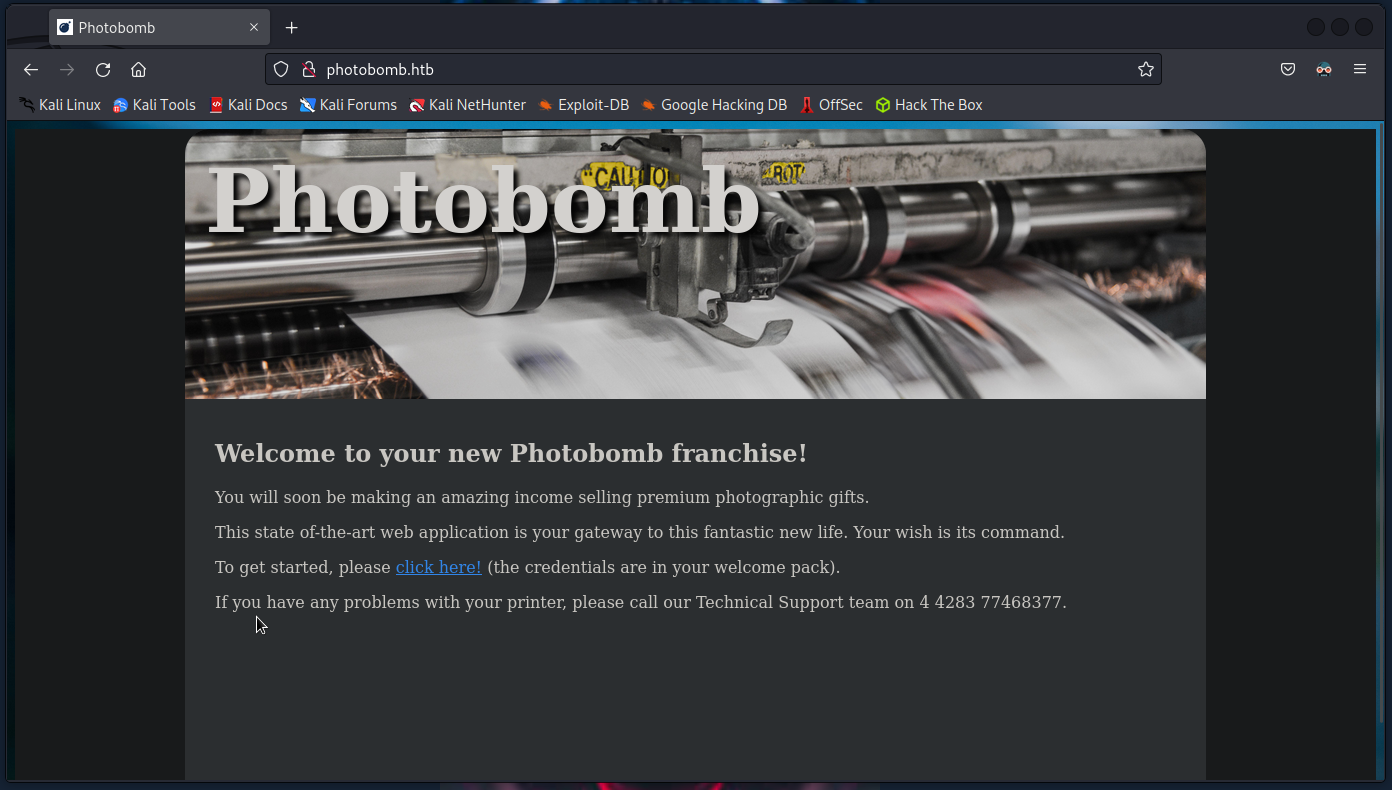 Photobomb
photobomb.htb
Kali Linux Kali Tools Kali Docs Kali Forums Kali NetHunter Exploit-DB Google Hacking DB OffSec Hack The Box
Photobomb
Welcome to your new Photobomb franchise!
You will soon be making an amazing income selling premium photographic gifts.
This state of-the-art web application is your gateway to this fantastic new life. Your wish is its command.
To get started, please click here! (the credentials are in your welcome pack).
If you have any problems with your printer, please call our Technical Support team on 4 4283 77468377.